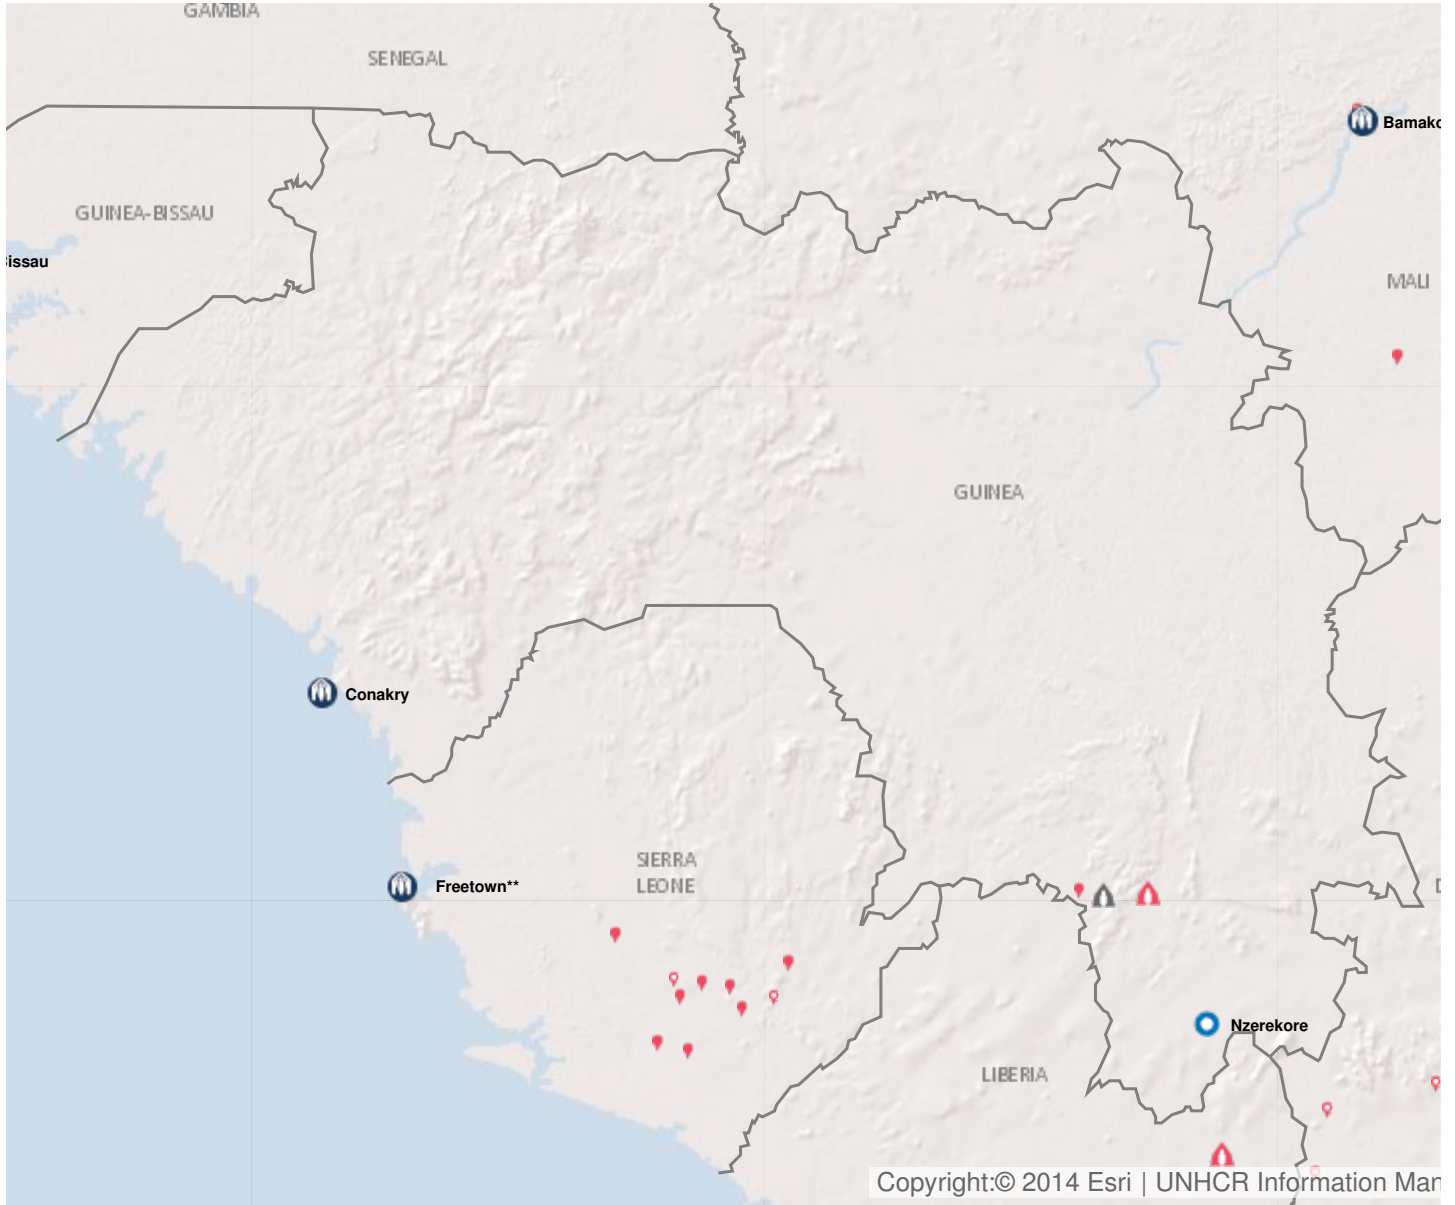 GAMBIA
SENEGAL
Bamako
GUINEA-BISSAU
issau
MALI
GUINEA
Conakry
SIERRA
LEONE
Freetown**
Nzerekore
LIBERIA
Copyright:© 2014 Esri | UNHCR Information Man